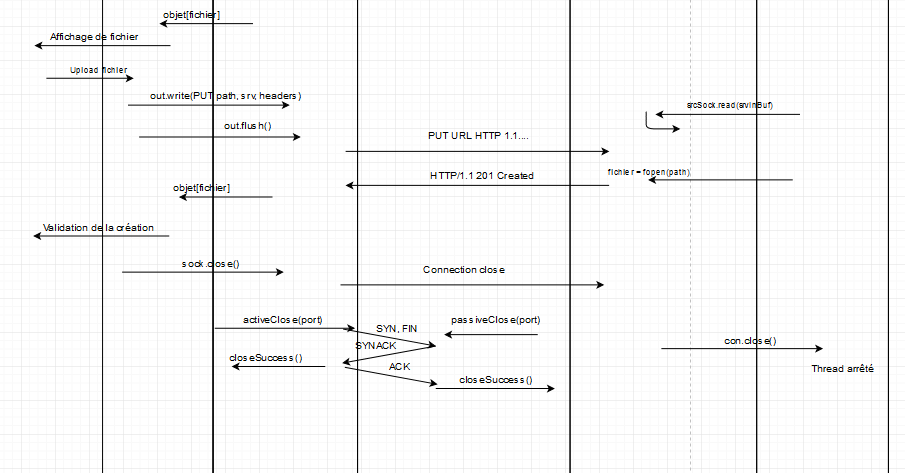 objet[fichier]
Affichage de fichier
Upload fichier
out.write(PUT path, srv, headers)
srcSock.read(srvInBuf)
out.flush()
PUT URL HTTP 1.1....
HTTP/1.1 201 Created
fichier = fopen(path)
objet[fichier]
Validation de la création
sock.close()
Connection close
activeClose(port)
passiveClose(port)
SYN, FIN
SYNACK
con.close()
closeSuccess()
ACK
Thread arrêté
closeSuccess()